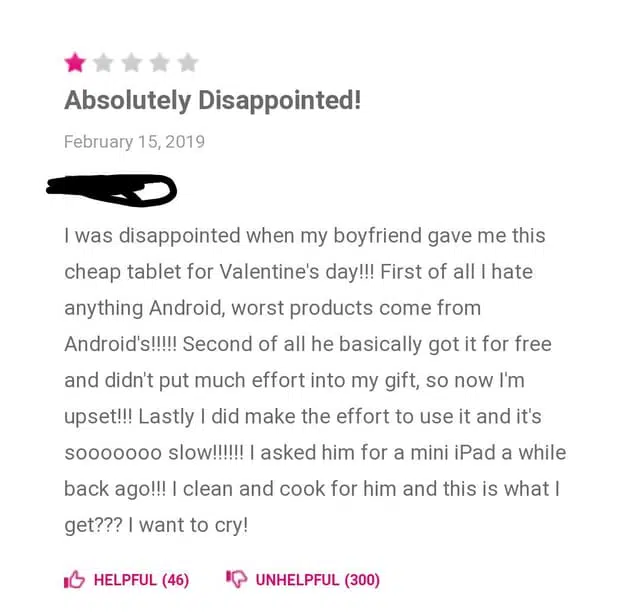 Absolutely Disappointed!
February 15, 2019
I was disappointed when my boyfriend gave me this
cheap tablet for Valentine's day!!! First of all I hate
anything Android, worst products come from
Android's!!!!! Second of all he basically got it for free
and didn't put much effort into my gift, so now I'm
upset!!! Lastly I did make the effort to use it and it's
sooooooo slow!!!!!! I asked him for a mini iPad a while
back ago!!! I clean and cook for him and this is what I
get??? I want to cry!
HELPFUL (46) UNHELPFUL (300)